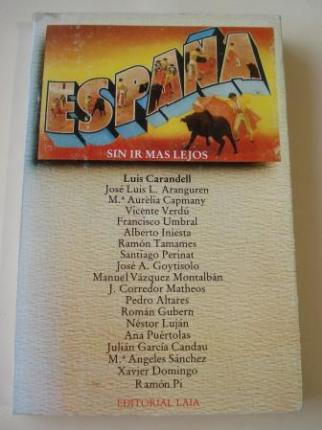 ESPAÑA
SIN IR MAS LEJOS
Luis Carandell
José Luis L. Aranguren
M.ª Aurèlia Capmany
Vicente Verdú
Francisco Umbral
Alberto Iniesta
Ramón Tamames
Santiago Perinat
José A. Goytisolo
Manuel Vázquez Montalbán
J. Corredor Matheos
Pedro Altares
Román Gubern
Néstor Luján
Ana Puértolas
Julián García Candau
M.ª Angeles Sánchez
Xavier Domingo
Ramón Pi
EDITORIAL LAIA